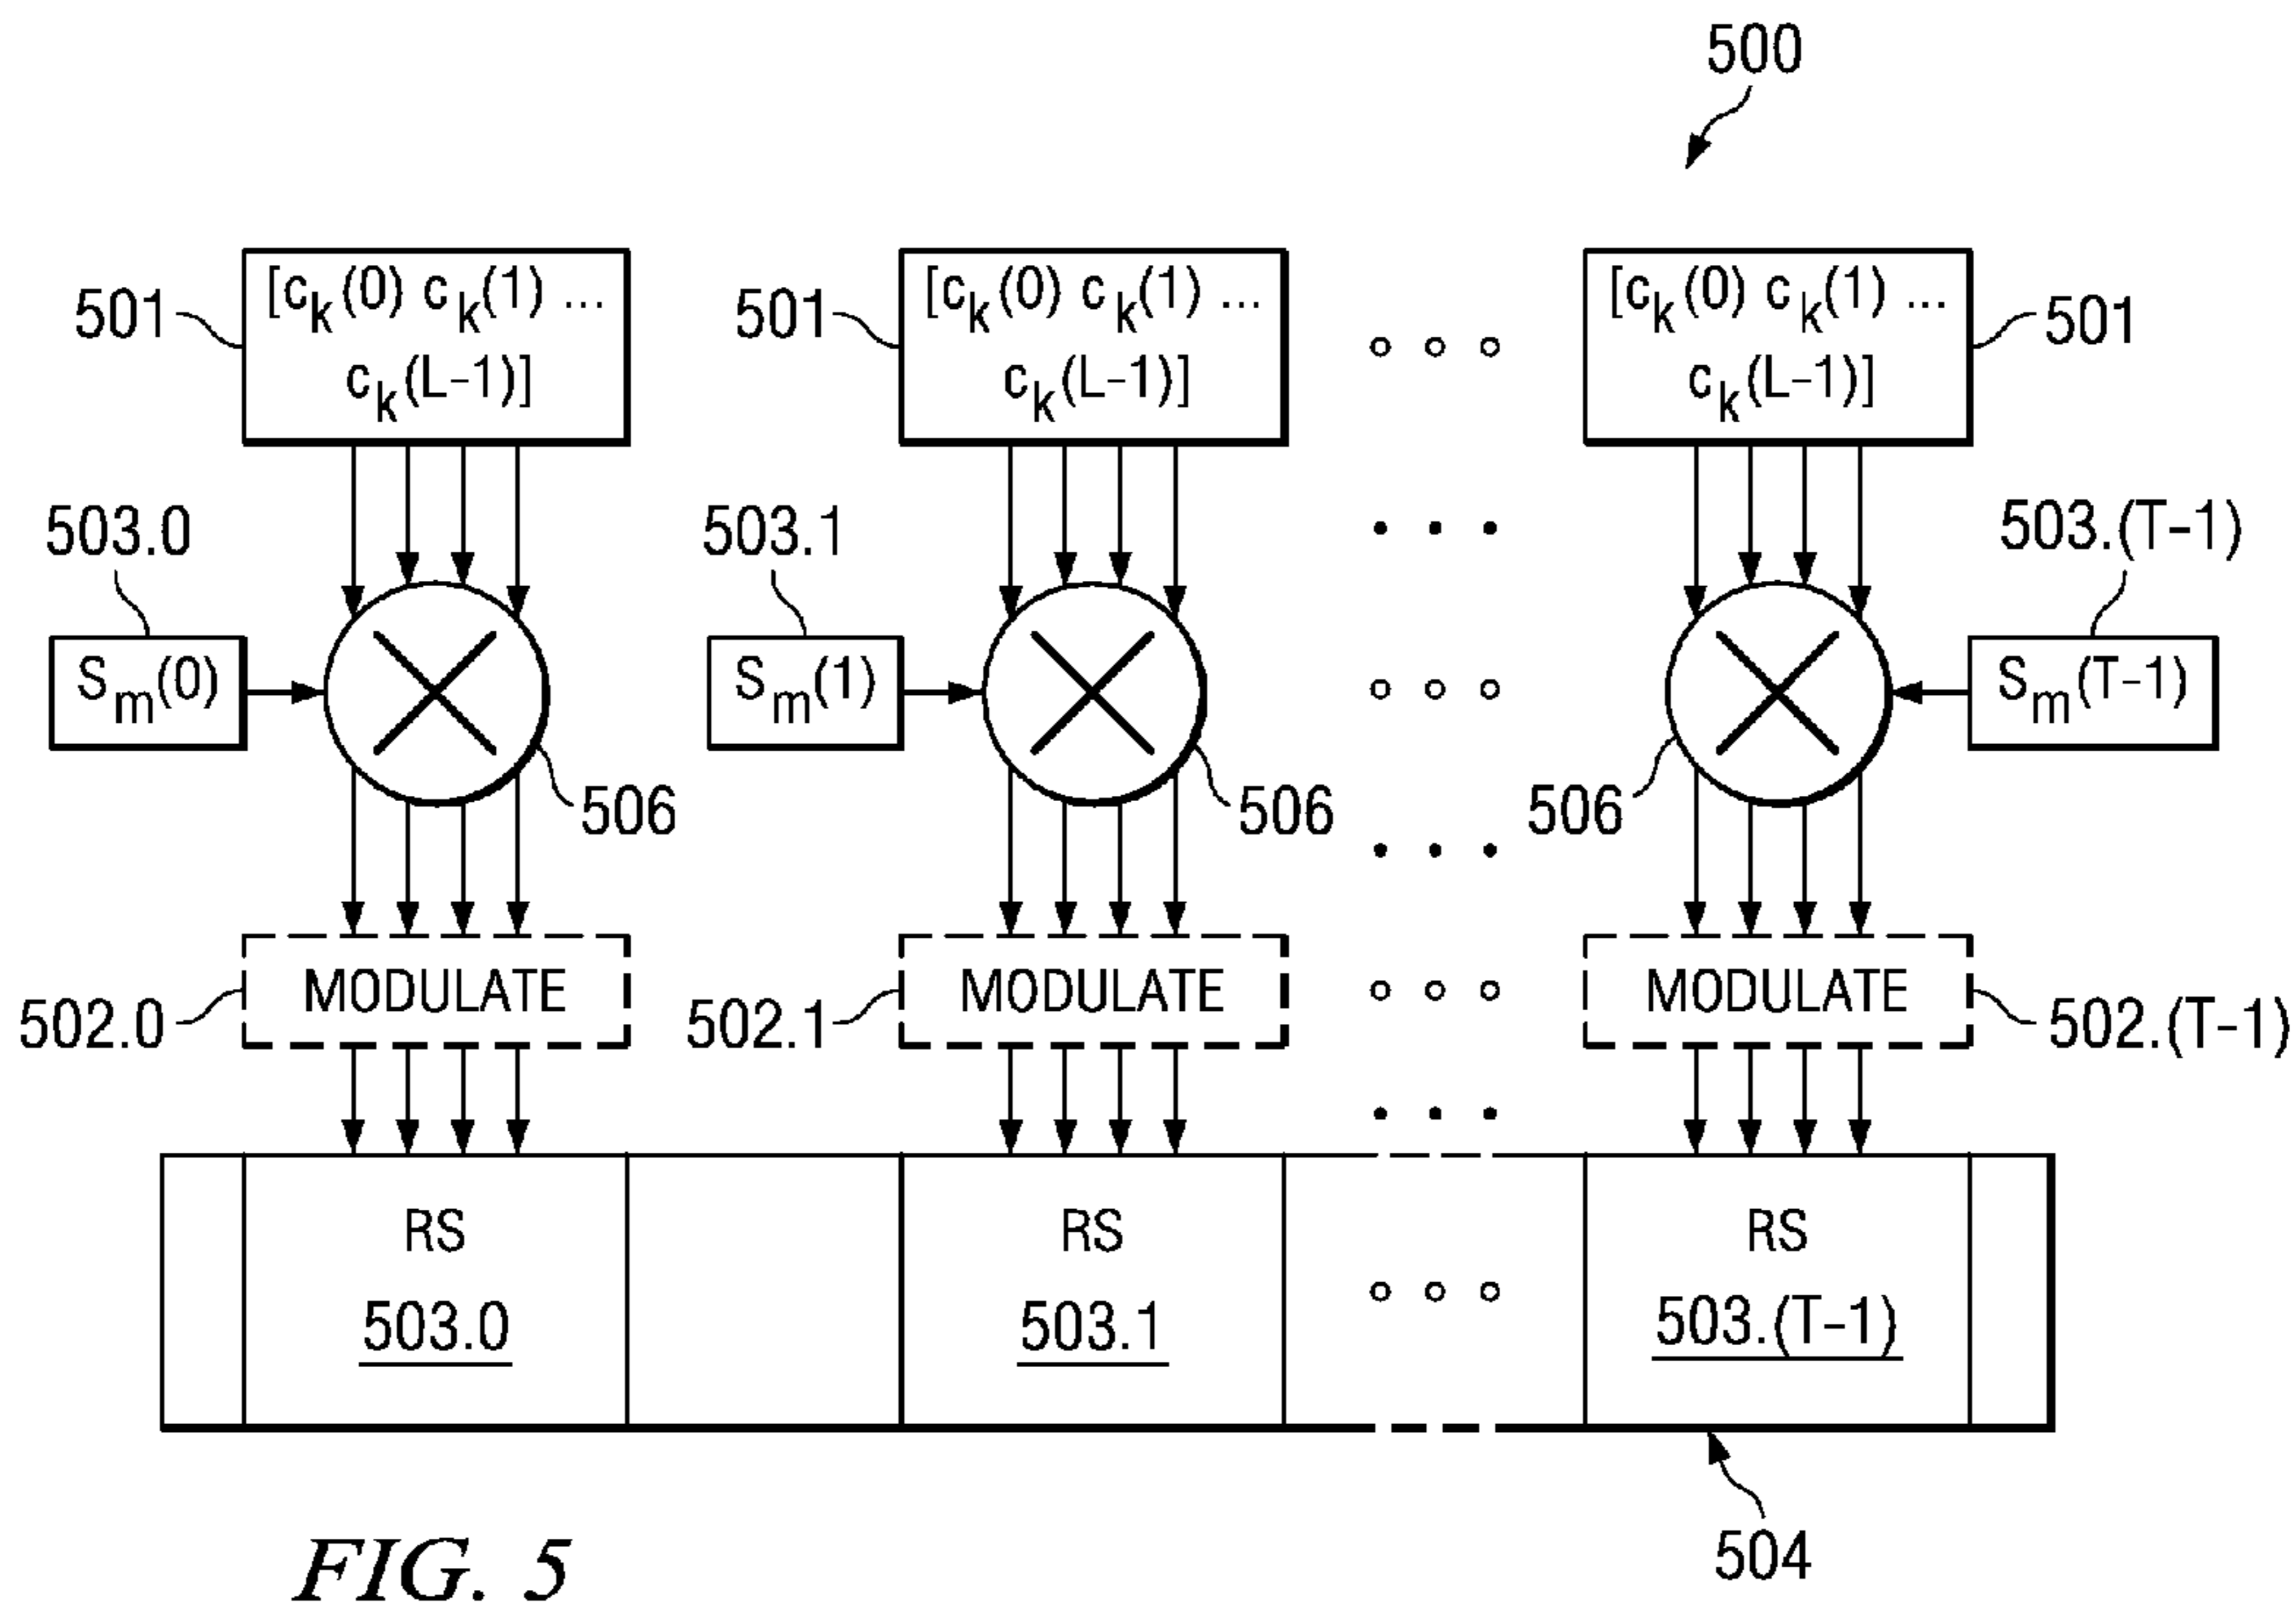 500
[ck(0) ck(1) ...
ck(L-1)]
501
[ck(0) ck(1) ...
ck(L-1)]
501
[ck(0) ck(1) ...
ck(L-1)]
501
503.0
503.1
503.(T-1)
Sm(0)
Sm(1)
Sm(T-1)
506
506
506
MODULATE
MODULATE
MODULATE
502.0
502.1
502.(T-1)
RS
503.0
RS
503.1
RS
503.(T-1)
504
FIG. 5